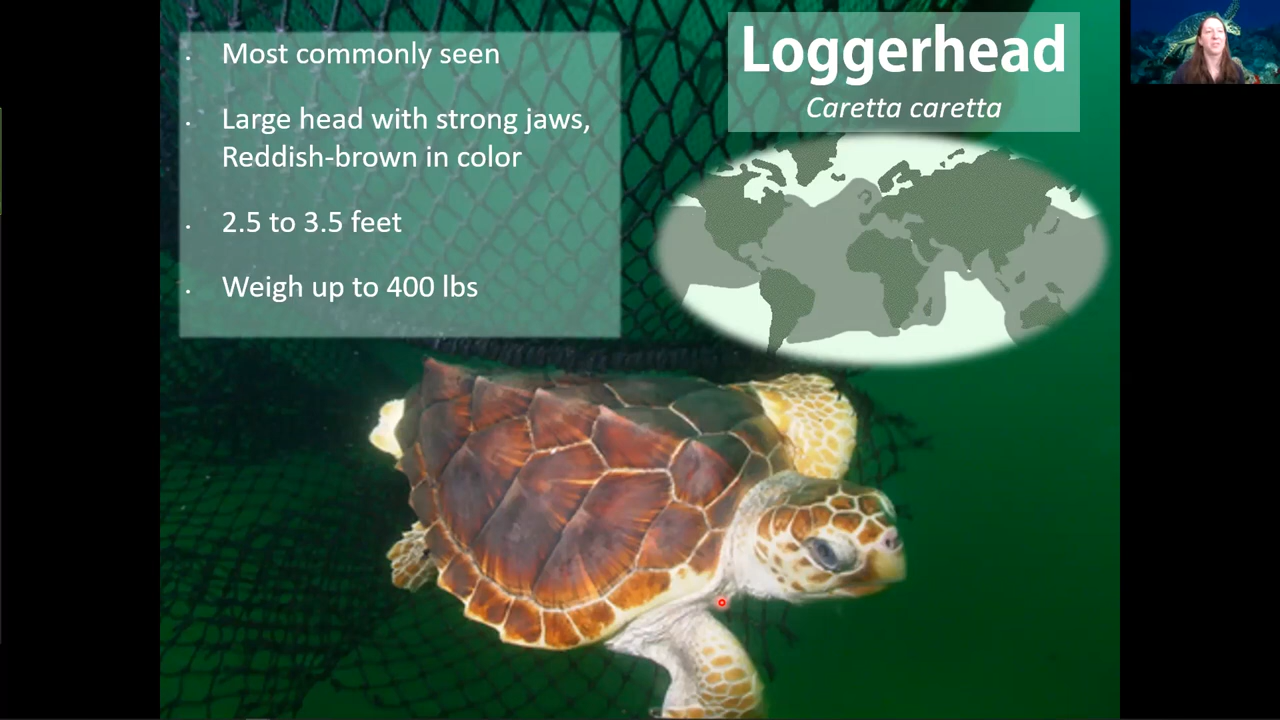 Loggerhead
Caretta caretta
• Most commonly seen
• Large head with strong jaws,
Reddish-brown in color
• 2.5 to 3.5 feet
• Weigh up to 400 lbs